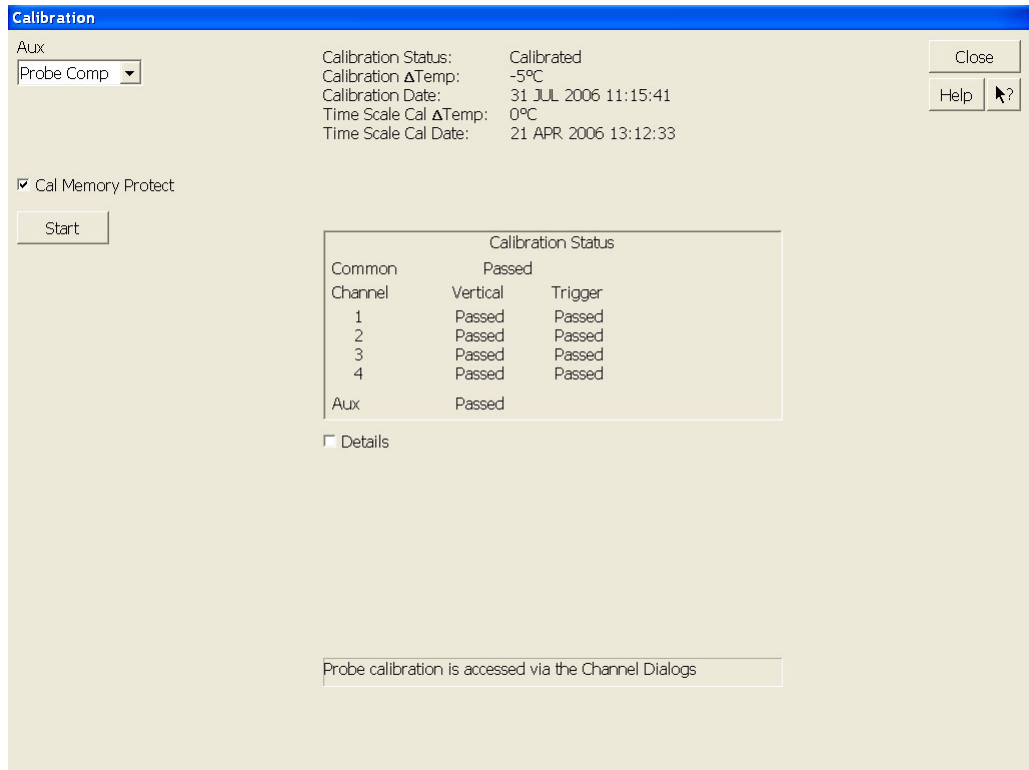 Calibration
Aux
Probe Comp
Calibration Status: Calibrated
Calibration ΔTemp: -5ºC
Calibration Date: 31 JUL 2006 11:15:41
Time Scale Cal ΔTemp: 0ºC
Time Scale Cal Date: 21 APR 2006 13:12:33
Close
Help ?
Cal Memory Protect
Start
Calibration Status
Common Passed
Channel Vertical Trigger
1 Passed Passed
2 Passed Passed
3 Passed Passed
4 Passed Passed
Aux Passed
Details
Probe calibration is accessed via the Channel Dialogs